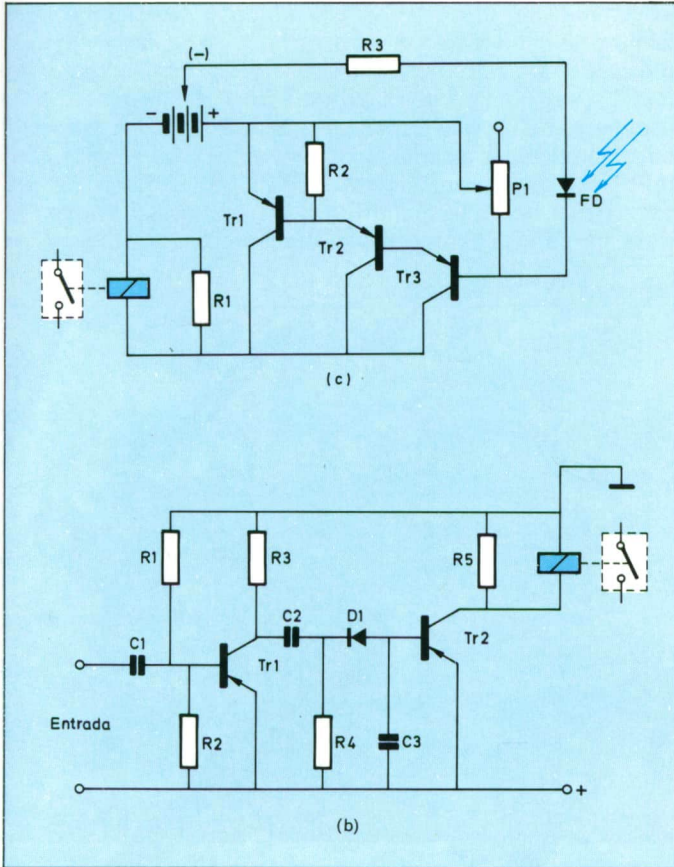 (-)
R3
- +
R2
P1
FD
Tr1
Tr2
Tr3
R1
(c)
R1
R3
R5
C1
C2
D1
Tr1
Tr2
Entrada
R2
R4
C3
+
(b)